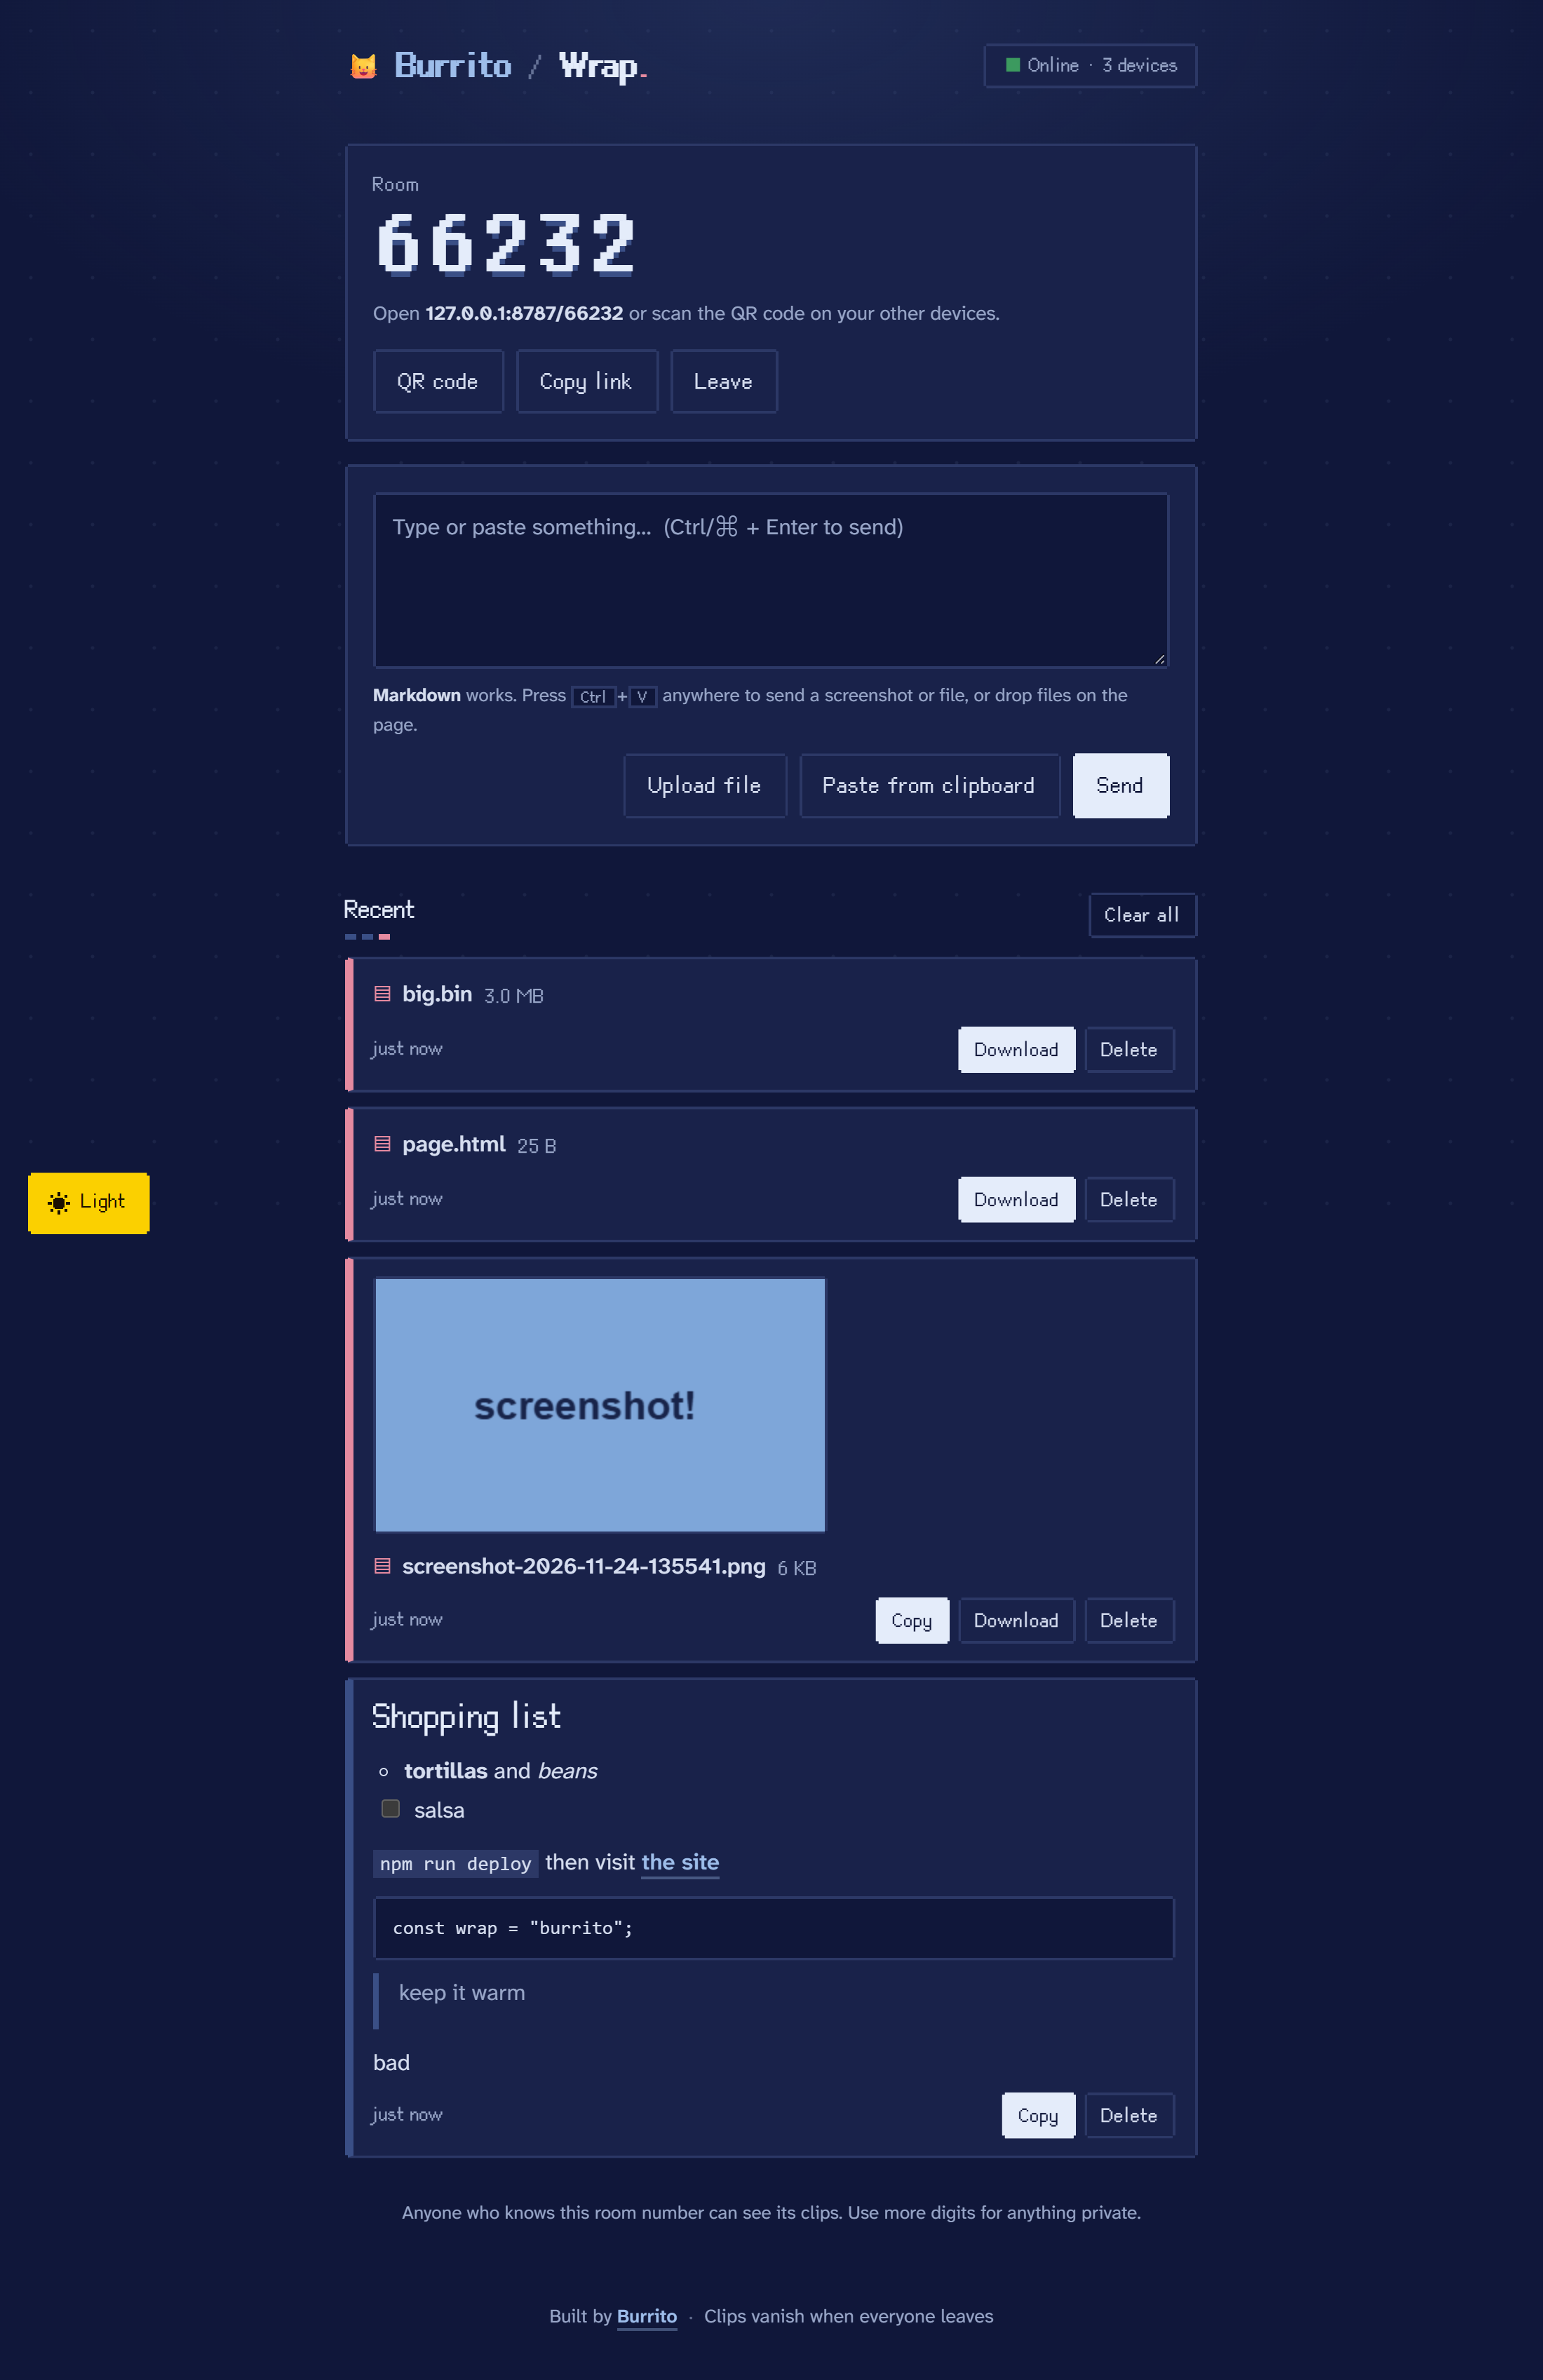 Burrito / Wrap.
Online · 3 devices
Room
66232
Open 127.0.0.1:8787/66232 or scan the QR code on your other devices.
QR code
Copy link
Leave
Type or paste something... (Ctrl/⌘ + Enter to send)
Markdown works. Press Ctrl+V anywhere to send a screenshot or file, or drop files on the
page.
Upload file
Paste from clipboard
Send
Recent
Clear all
big.bin 3.0 MB
just now
Download
Delete
page.html 25 B
just now
Download
Delete
Light
screenshot!
screenshot-2026-11-24-135541.png 6 KB
just now
Copy
Download
Delete
Shopping list
tortillas and beans
salsa
npm run deploy then visit the site
const wrap = "burrito";
keep it warm
bad
just now
Copy
Delete
Anyone who knows this room number can see its clips. Use more digits for anything private.
Built by Burrito · Clips vanish when everyone leaves